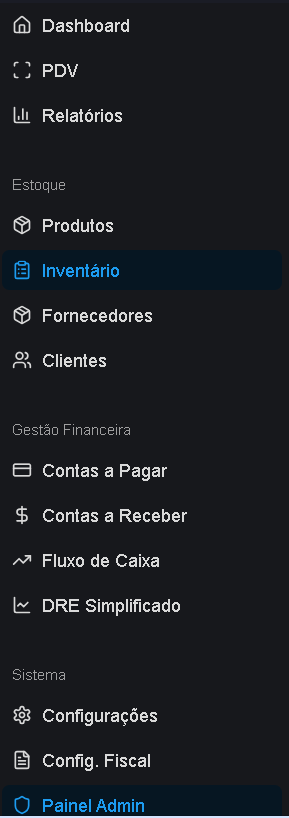 Dashboard
PDV
Relatórios
Estoque
Produtos
Inventário
Fornecedores
Clientes
Gestão Financeira
Contas a Pagar
Contas a Receber
Fluxo de Caixa
DRE Simplificado
Sistema
Configurações
Config. Fiscal
Painel Admin